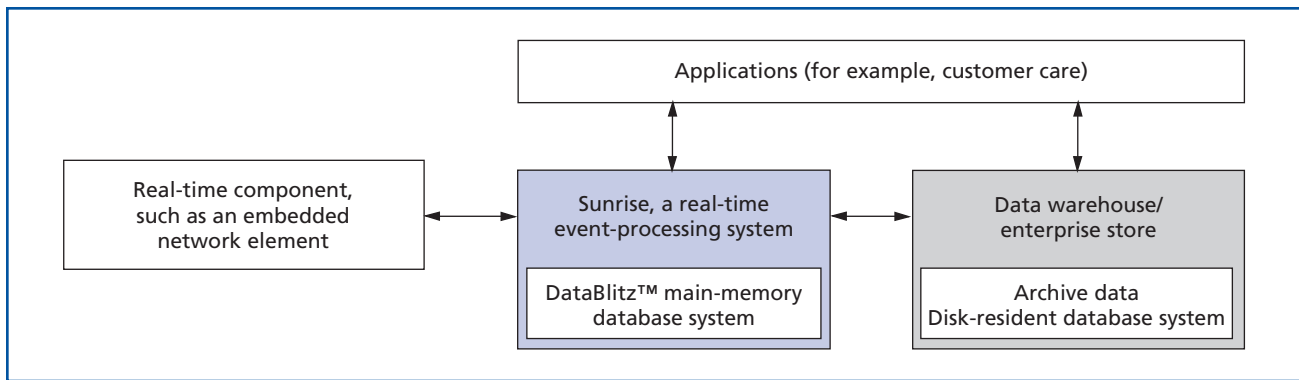 Applications (for example, customer care)
Real-time component,
such as an embedded
network element
Sunrise, a real-time
event-processing system
DataBlitz™ main-memory
database system
Data warehouse/
enterprise store
Archive data
Disk-resident database system